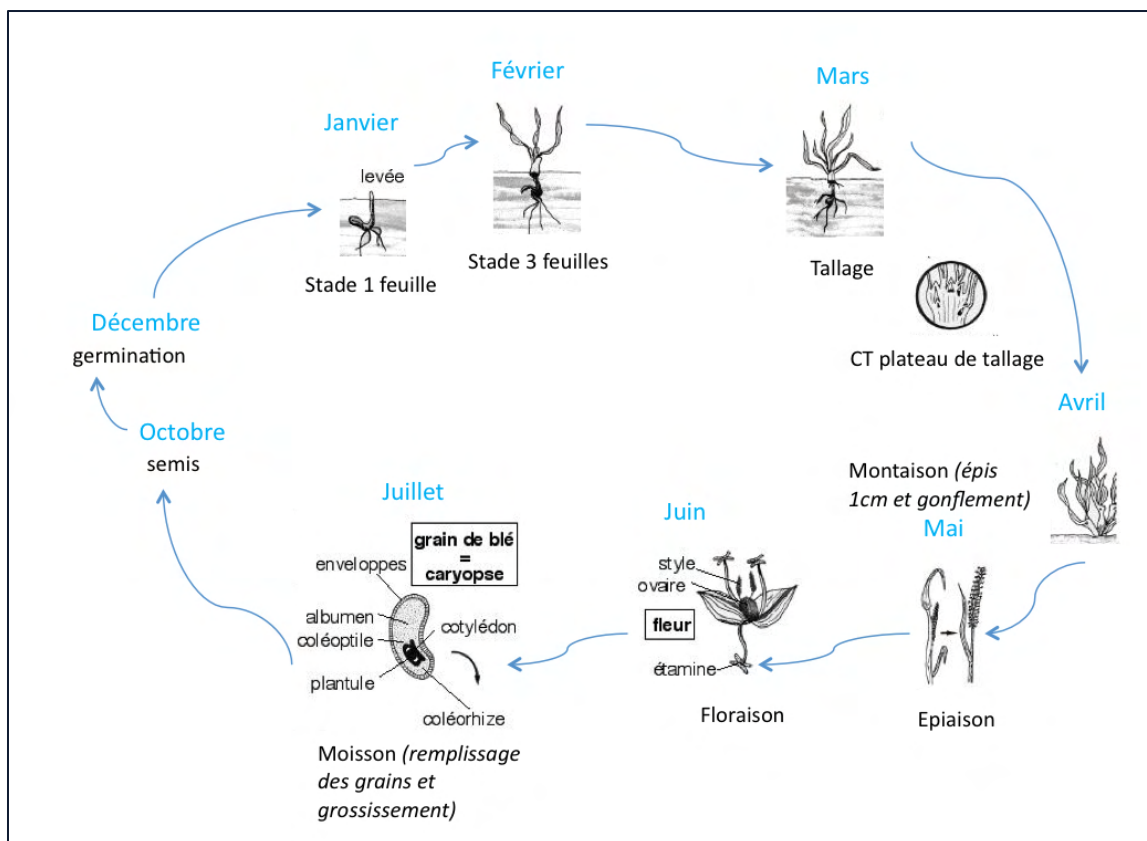 Février
Mars
Janvier
levée
Stade 3 feuilles
Tallage
Stade 1 feuille
Décembre
germination
CT plateau de tallage
Avril
Octobre
semis
Montaison (épis
1cm et gonflement)
Juillet
Juin
Mai
grain de blé
=
caryopse
enveloppes
albumen
coléoptile
cotylédon
plantule
coléorhize
style
ovaire
fleur
étamine
Floraison
Epiaison
Moisson (remplissage
des grains et
grossissement)